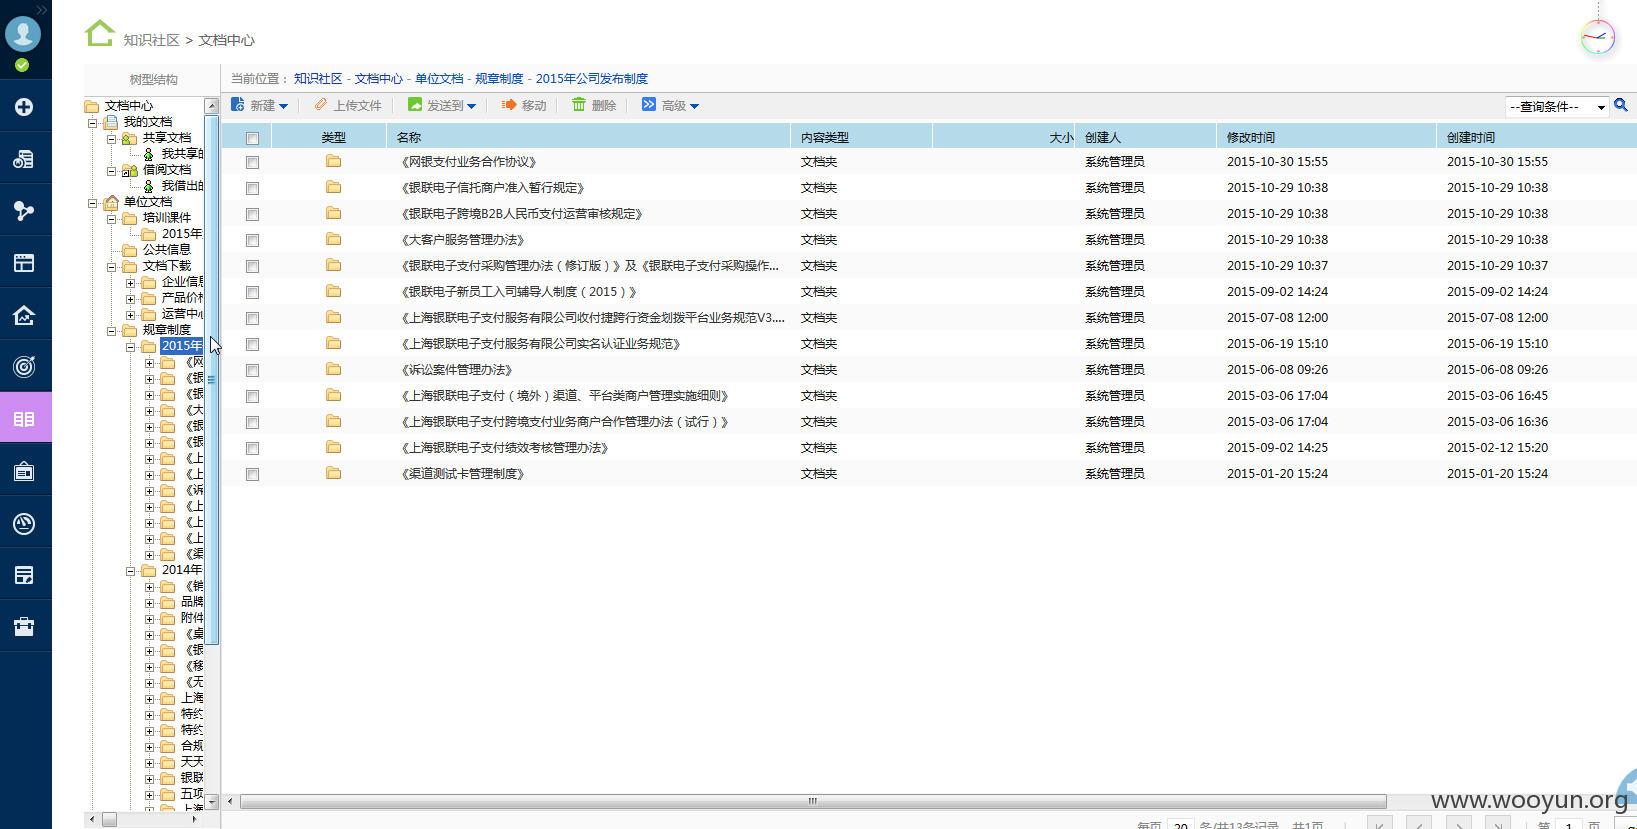 知识社区 > 文档中心
树型结构
当前位置： 知识社区 - 文档中心 - 单位文档 - 规章制度 - 2015年公司发布制度
新建 上传文件 发送到 移动 删除 高级 --查询条件--
类型 名称 内容类型 大小 创建人 修改时间 创建时间
《网银支付业务合作协议》 文档夹 系统管理员 2015-10-30 15:55 2015-10-30 15:55
《银联电子信托商户准入暂行规定》 文档夹 系统管理员 2015-10-29 10:38 2015-10-29 10:38
《银联电子跨境B2B人民币支付运营审核规定》 文档夹 系统管理员 2015-10-29 10:38 2015-10-29 10:38
《大客户服务管理办法》 文档夹 系统管理员 2015-10-29 10:38 2015-10-29 10:38
《银联电子支付采购管理办法（修订版）》及《银联电子支付采购操作... 文档夹 系统管理员 2015-10-29 10:37 2015-10-29 10:37
《银联电子新员工入司辅导人制度（2015）》 文档夹 系统管理员 2015-09-02 14:24 2015-09-02 14:24
《上海银联电子支付服务有限公司收付捷跨行资金划拨平台业务规范V3.... 文档夹 系统管理员 2015-07-08 12:00 2015-07-08 12:00
《上海银联电子支付服务有限公司实名认证业务规范》 文档夹 系统管理员 2015-06-19 15:10 2015-06-19 15:10
《诉讼案件管理办法》 文档夹 系统管理员 2015-06-08 09:26 2015-06-08 09:26
《上海银联电子支付（境外）渠道、平台类商户管理实施细则》 文档夹 系统管理员 2015-03-06 17:04 2015-03-06 16:45
《上海银联电子支付跨境支付业务商户合作管理办法（试行）》 文档夹 系统管理员 2015-03-06 17:04 2015-03-06 16:36
《上海银联电子支付绩效考核管理办法》 文档夹 系统管理员 2015-09-02 14:25 2015-02-12 15:20
《渠道测试卡管理制度》 文档夹 系统管理员 2015-01-20 15:24 2015-01-20 15:24
文档中心
我的文档
共享文档
我共享的
借阅文档
我借出的
单位文档
培训课件
2015年
公共信息
文档下载
企业信息
产品价格
运营中心
规章制度
2015年
《网
《银
《银
《大
《银
《银
《上
《上
《诉
《上
《上
《上
《渠
2014年
《销
品牌
附件
《桌
《银
《移
《无
上海
特约
特约
合规
天天
银联
五项
上海
每页 20 条/共13条记录 共1页 第 1 页
www.wooyun.org